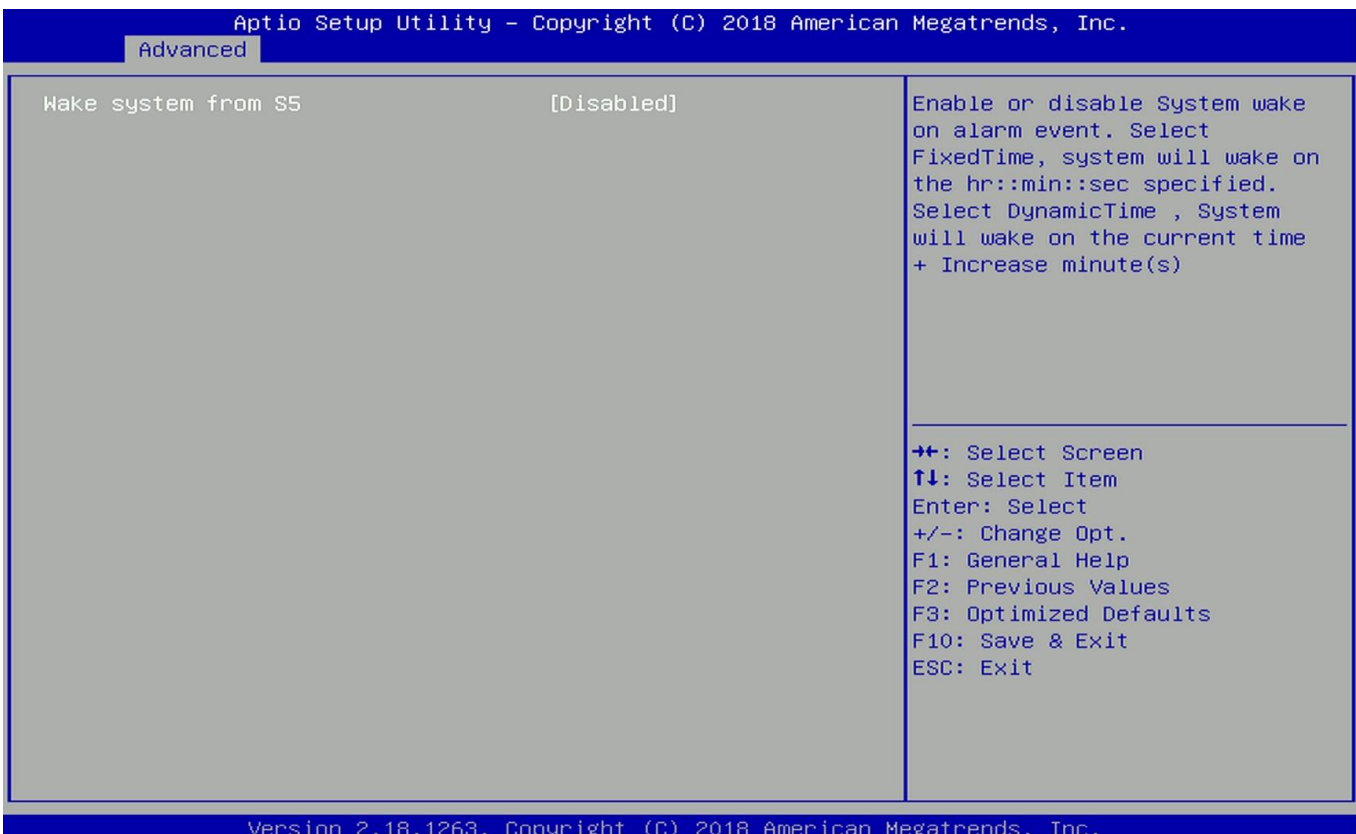 Aptio Setup Utility – Copyright (C) 2018 American Megatrends, Inc.
Advanced
Wake system from S5 [Disabled]
Enable or disable System wake
on alarm event. Select
FixedTime, system will wake on
the hr::min::sec specified.
Select DynamicTime , System
will wake on the current time
+ Increase minute(s)
→←: Select Screen
↑↓: Select Item
Enter: Select
+/-: Change Opt.
F1: General Help
F2: Previous Values
F3: Optimized Defaults
F10: Save & Exit
ESC: Exit
Version 2.18.1263. Copyright (C) 2018 American Megatrends, Inc.